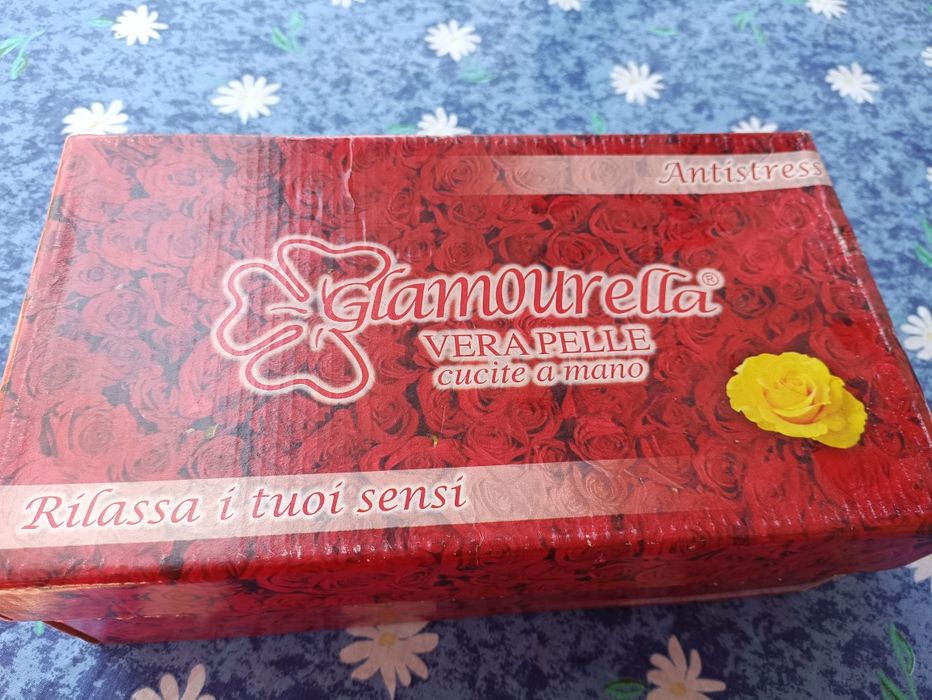 Antistress
Glamourella®
VERA PELLE
cucite a mano
Rilassa i tuoi sensi